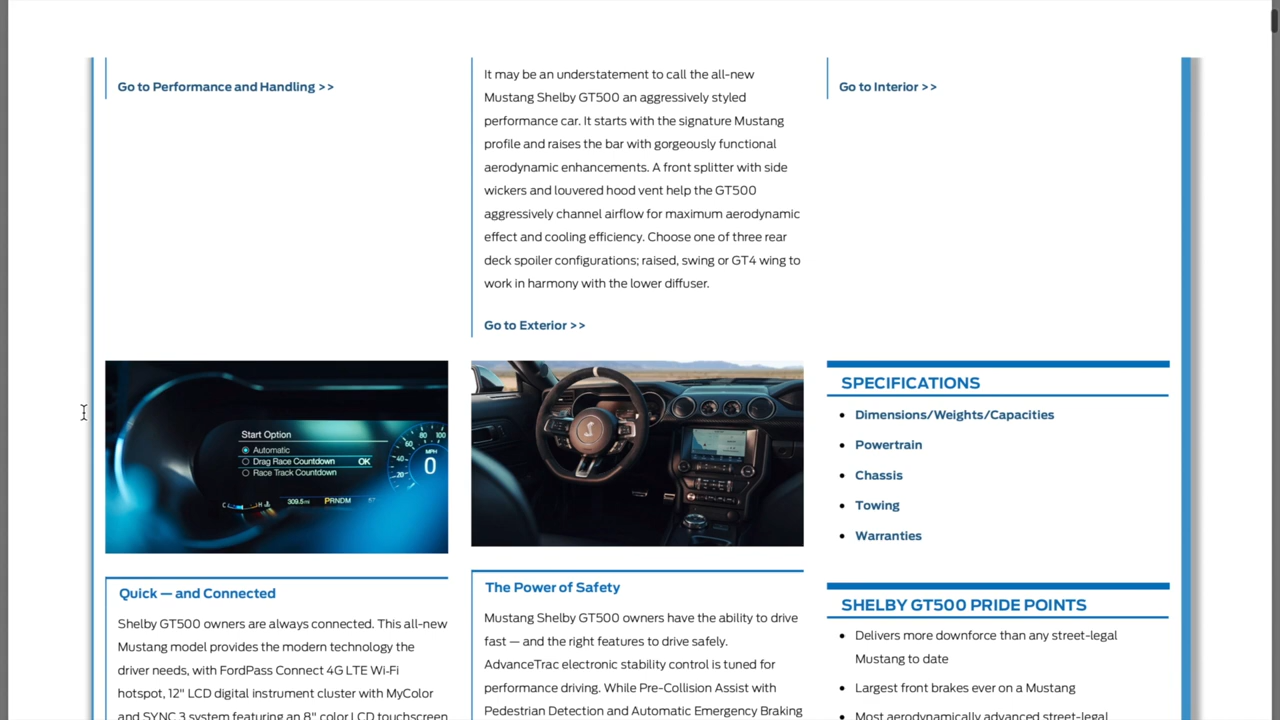 Go to Performance and Handling >>
It may be an understatement to call the all-new
Mustang Shelby GT500 an aggressively styled
performance car. It starts with the signature Mustang
profile and raises the bar with gorgeously functional
aerodynamic enhancements. A front splitter with side
wickers and louvered hood vent help the GT500
aggressively channel airflow for maximum aerodynamic
effect and cooling efficiency. Choose one of three rear
deck spoiler configurations; raised, swing or GT4 wing to
work in harmony with the lower diffuser.
Go to Exterior >>
Go to Interior >>
Start Option
Automatic
Drag Race Countdown OK
Race Track Countdown
20
40
60
80
100
MPH
0
C H
309.5 mi
PRNDM
57
SPECIFICATIONS
• Dimensions/Weights/Capacities
• Powertrain
• Chassis
• Towing
• Warranties
Quick — and Connected
Shelby GT500 owners are always connected. This all-new
Mustang model provides the modern technology the
driver needs, with FordPass Connect 4G LTE Wi-Fi
hotspot, 12" LCD digital instrument cluster with MyColor
and SYNC 3 system featuring an 8" color LCD touchscreen
The Power of Safety
Mustang Shelby GT500 owners have the ability to drive
fast — and the right features to drive safely.
AdvanceTrac electronic stability control is tuned for
performance driving. While Pre-Collision Assist with
Pedestrian Detection and Automatic Emergency Braking
SHELBY GT500 PRIDE POINTS
• Delivers more downforce than any street-legal
Mustang to date
• Largest front brakes ever on a Mustang
• Most aerodynamically advanced street-legal